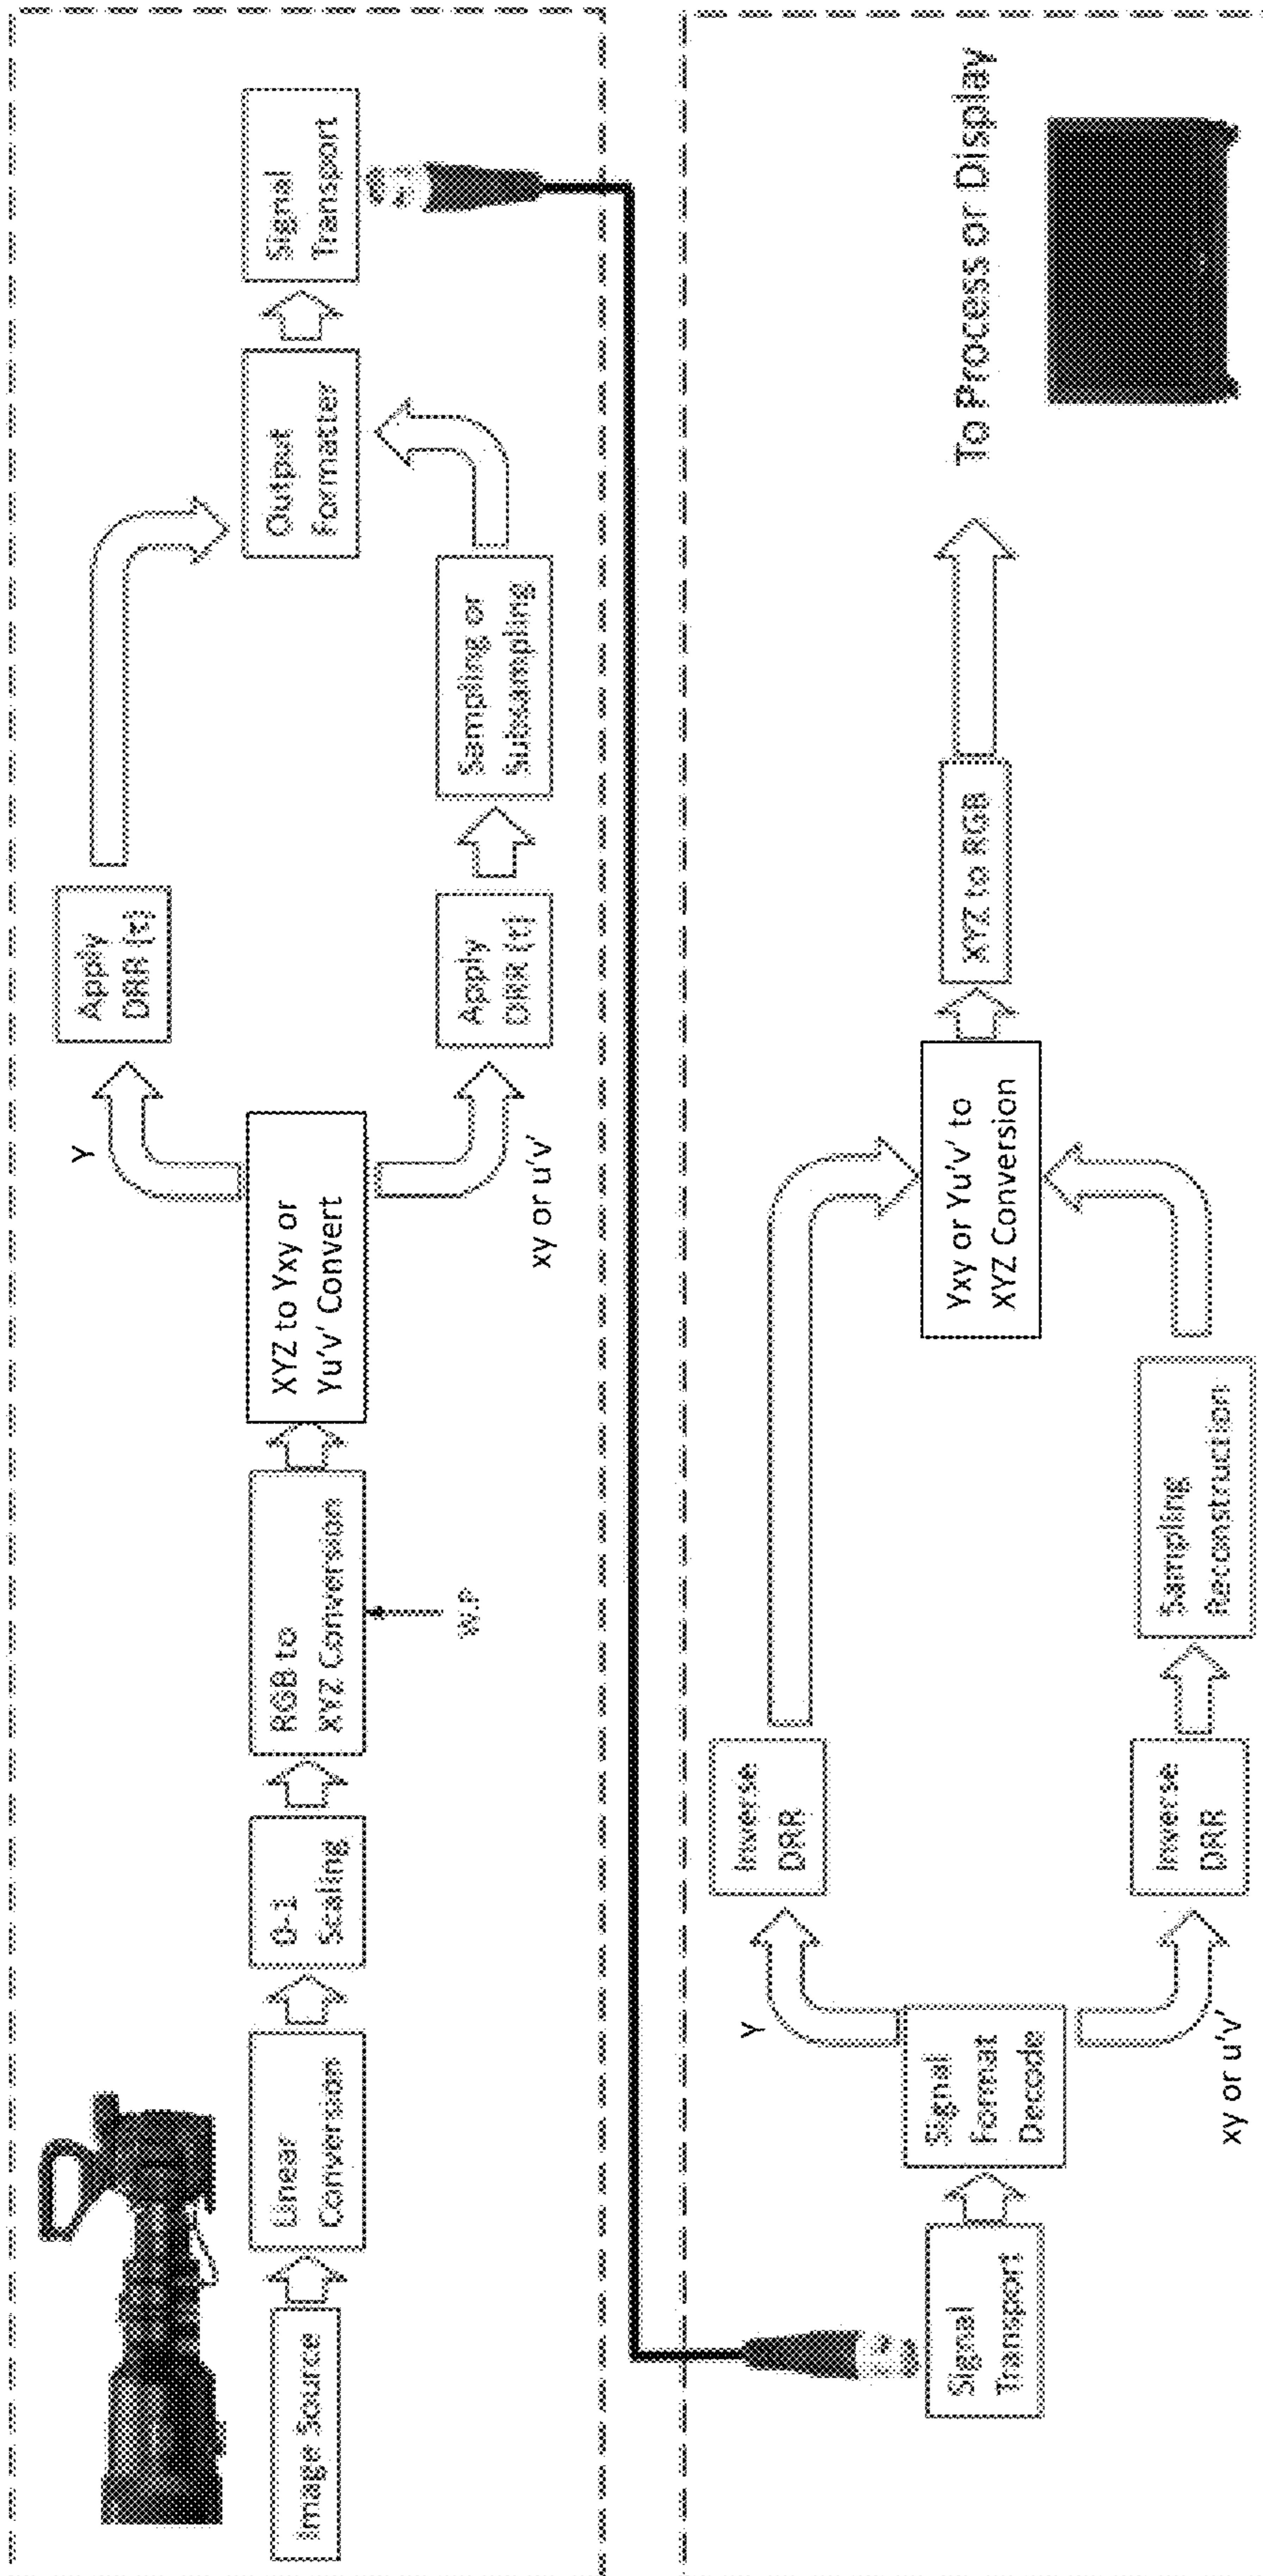 Image Source
Linear
Conversion
0-1
Scaling
RGB to
XYZ Conversion
W.P
XYZ to Yxy or
Yu'v' Convert
Y
xy or u'v'
Apply
DRR (τ)
Apply
DRR (τ)
Sampling or
Subsampling
Output
Formatter
Signal
Transport
Signal
Transport
Signal
Format
Decode
Y
xy or u'v'
Inverse
DRR
Inverse
DRR
Sampling
Reconstruction
Yxy or Yu'v' to
XYZ Conversion
XYZ to RGB
To Process or Display